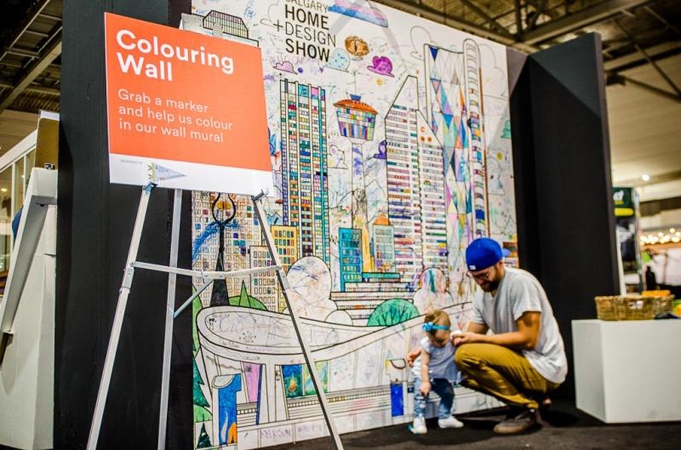 Colouring
Wall
Grab a marker
and help us colour
in our wall mural
CALGARY
HOME
+DESIGN
SHOW